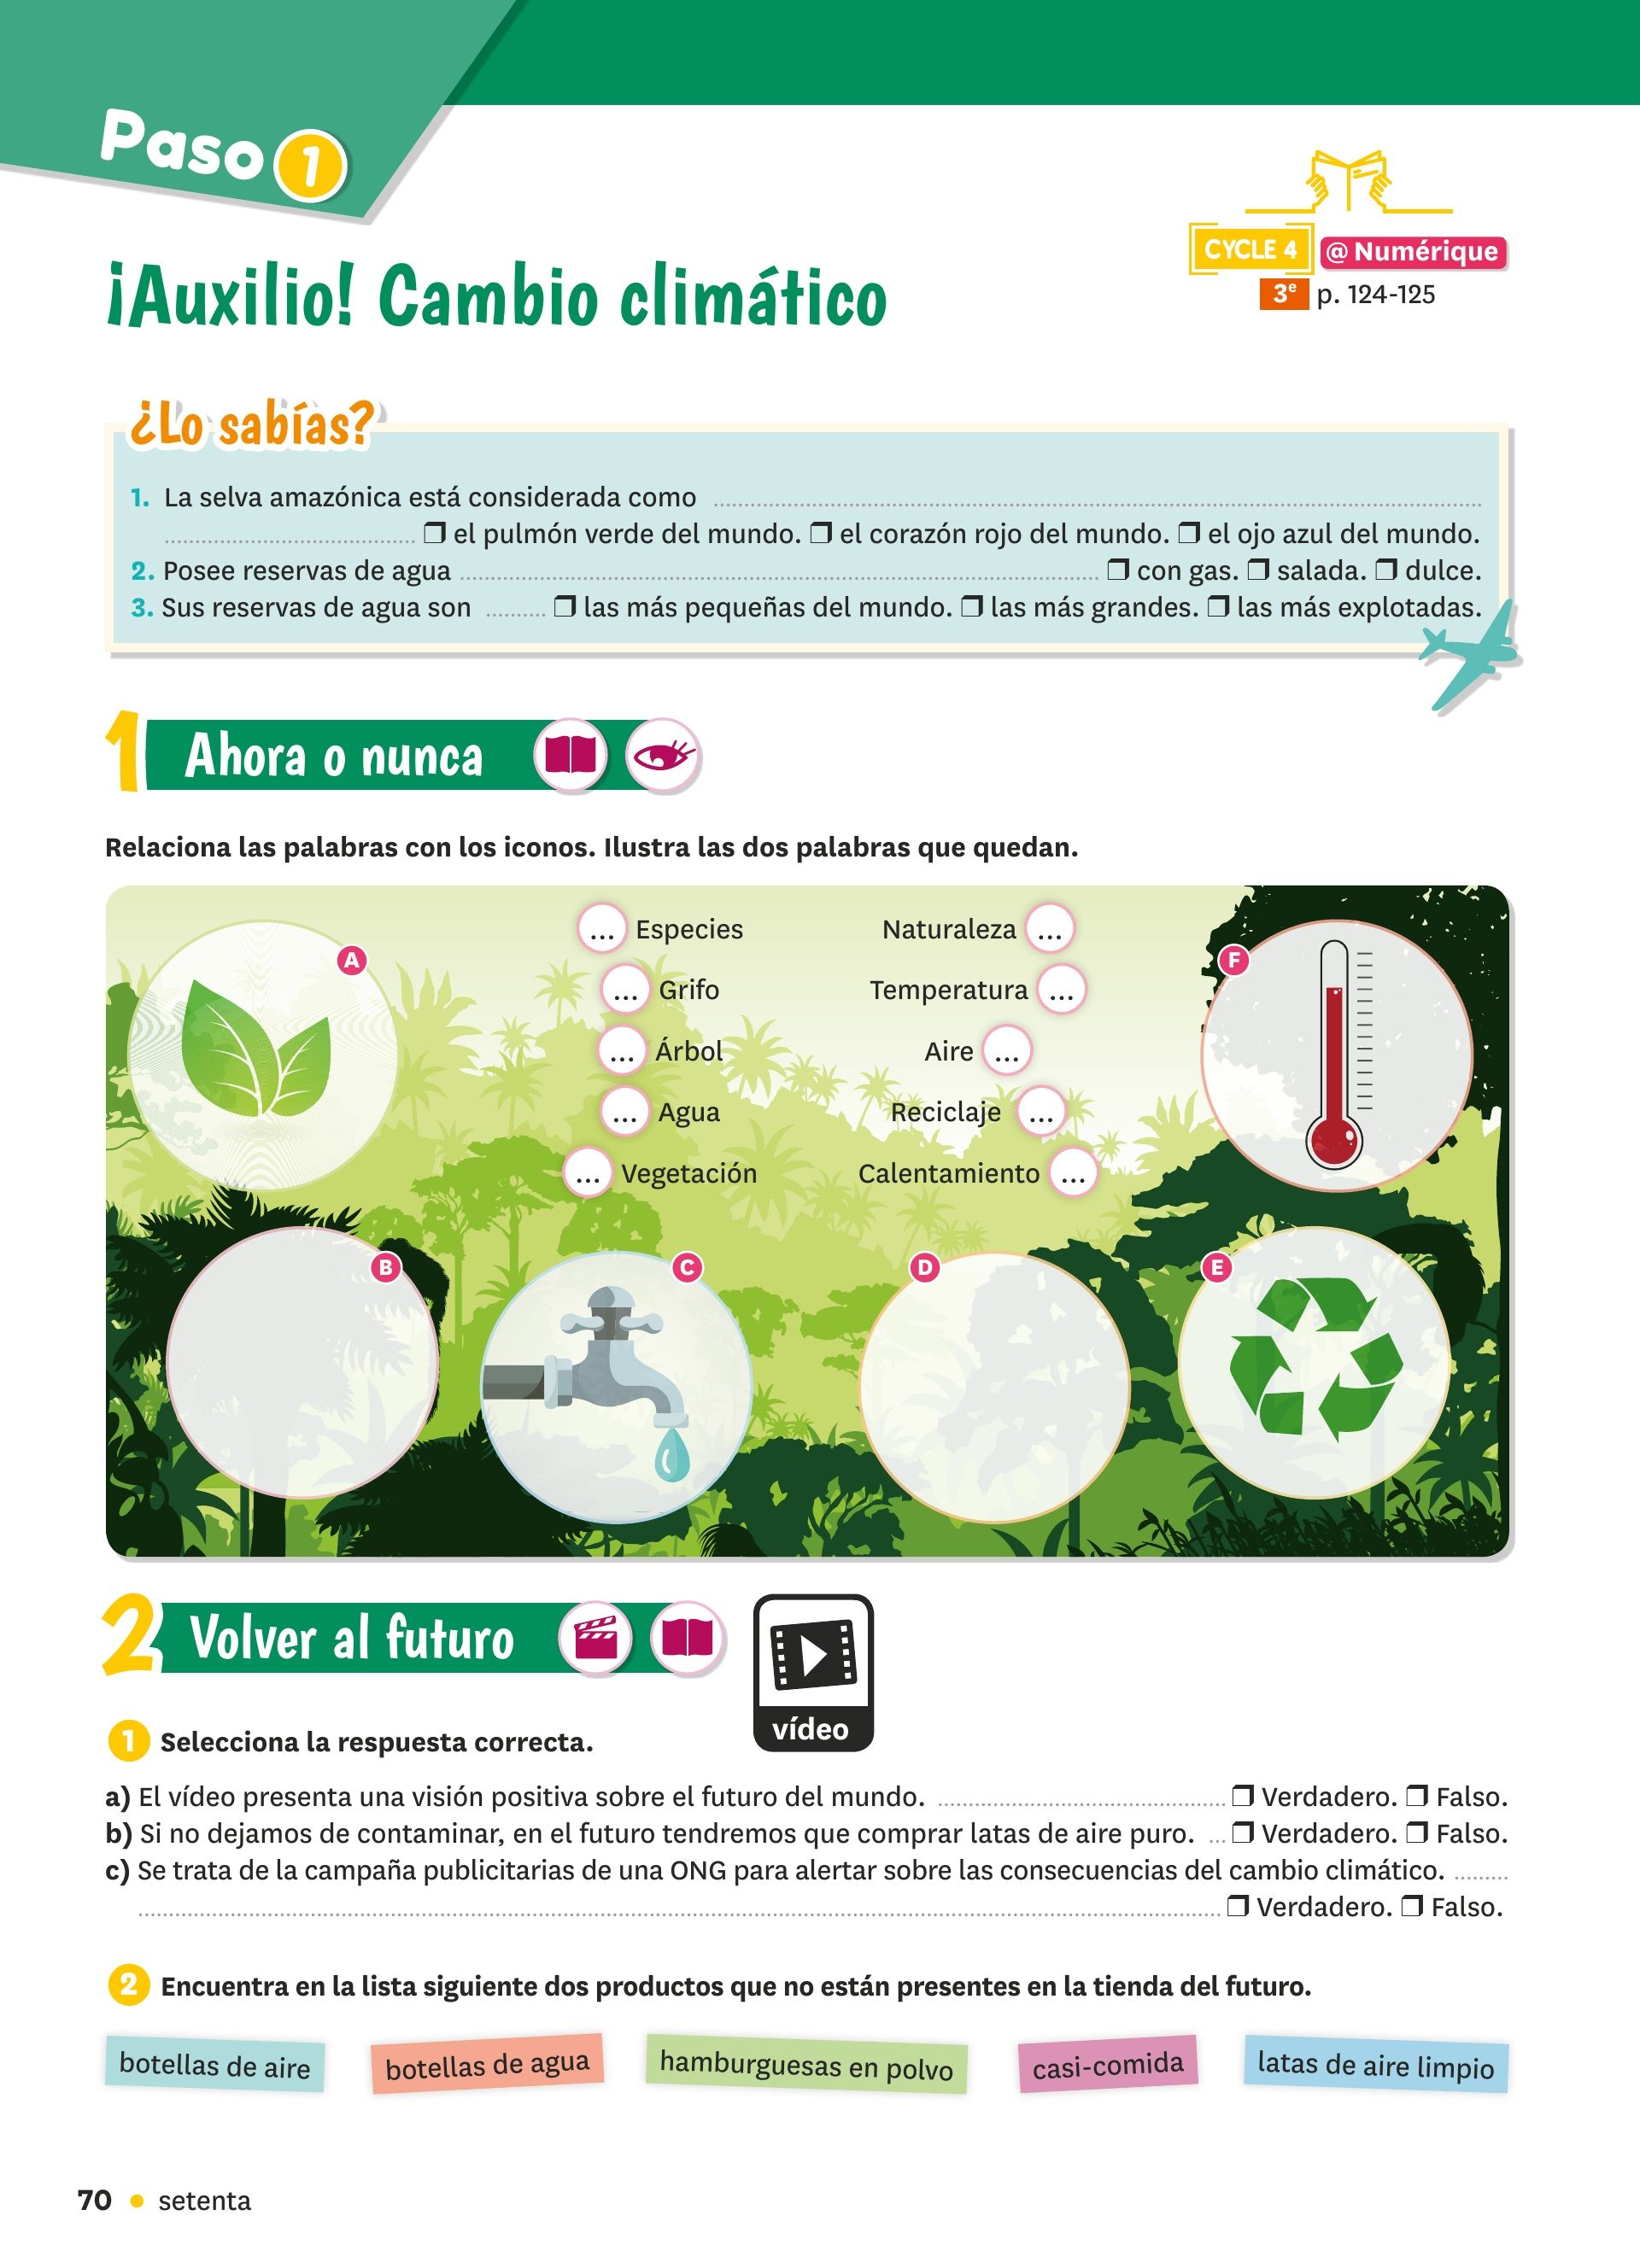 Paso 1
CYCLE 4 @ Numérique
3e p. 124-125
¡Auxilio! Cambio climático
¿Lo sabías?
1. La selva amazónica está considerada como ........................
........................ ❒ el pulmón verde del mundo. ❒ el corazón rojo del mundo. ❒ el ojo azul del mundo.
2. Posee reservas de agua ........................ ❒ con gas. ❒ salada. ❒ dulce.
3. Sus reservas de agua son .......... ❒ las más pequeñas del mundo. ❒ las más grandes. ❒ las más explotadas.
1 Ahora o nunca
Relaciona las palabras con los iconos. Ilustra las dos palabras que quedan.
A
... Especies
... Grifo
... Árbol
... Agua
... Vegetación
Naturaleza ...
Temperatura ...
Aire ...
Reciclaje ...
Calentamiento ...
F
B
C
D
E
2 Volver al futuro
vídeo
1 Selecciona la respuesta correcta.
a) El vídeo presenta una visión positiva sobre el futuro del mundo. ........................ ❒ Verdadero. ❒ Falso.
b) Si no dejamos de contaminar, en el futuro tendremos que comprar latas de aire puro. ... ❒ Verdadero. ❒ Falso.
c) Se trata de la campaña publicitarias de una ONG para alertar sobre las consecuencias del cambio climático. .........
........................ ❒ Verdadero. ❒ Falso.
2 Encuentra en la lista siguiente dos productos que no están presentes en la tienda del futuro.
botellas de aire
botellas de agua
hamburguesas en polvo
casi-comida
latas de aire limpio
70 • setenta